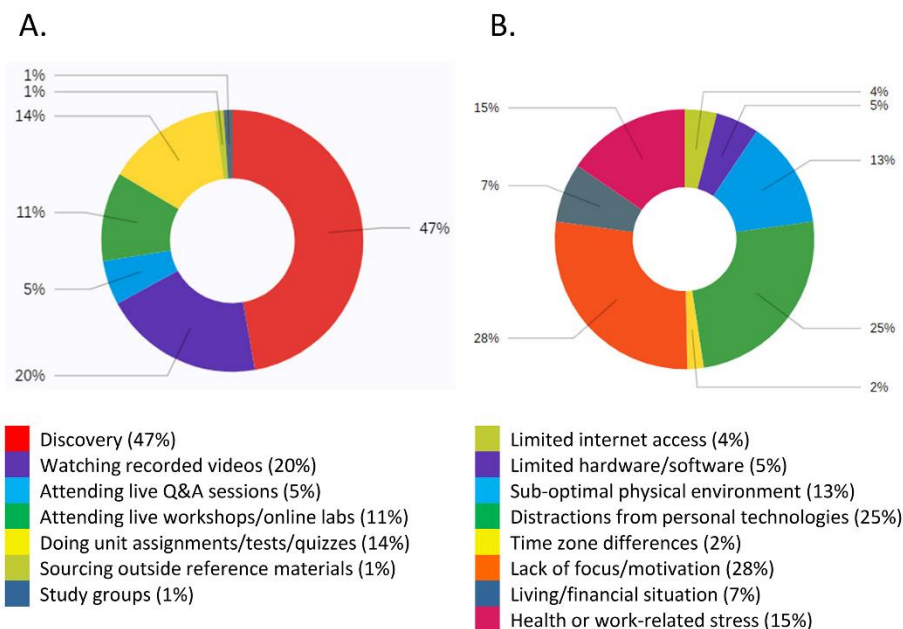 A.
1%
1%
14%
11%
5%
20%
47%
Discovery (47%)
Watching recorded videos (20%)
Attending live Q&A sessions (5%)
Attending live workshops/online labs (11%)
Doing unit assignments/tests/quizzes (14%)
Sourcing outside reference materials (1%)
Study groups (1%)
B.
4%
5%
15%
13%
7%
25%
28%
2%
Limited internet access (4%)
Limited hardware/software (5%)
Sub-optimal physical environment (13%)
Distractions from personal technologies (25%)
Time zone differences (2%)
Lack of focus/motivation (28%)
Living/financial situation (7%)
Health or work-related stress (15%)